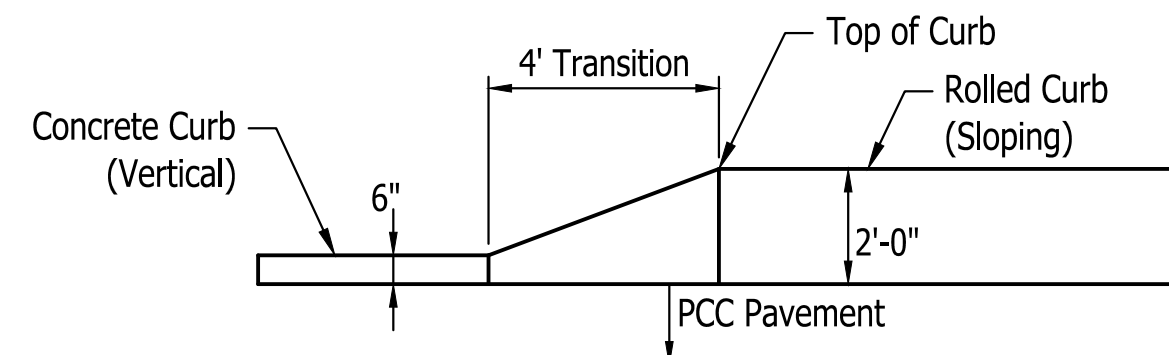 Top of Curb
4' Transition
Rolled Curb
(Sloping)
Concrete Curb
(Vertical)
6"
2'-0"
PCC Pavement